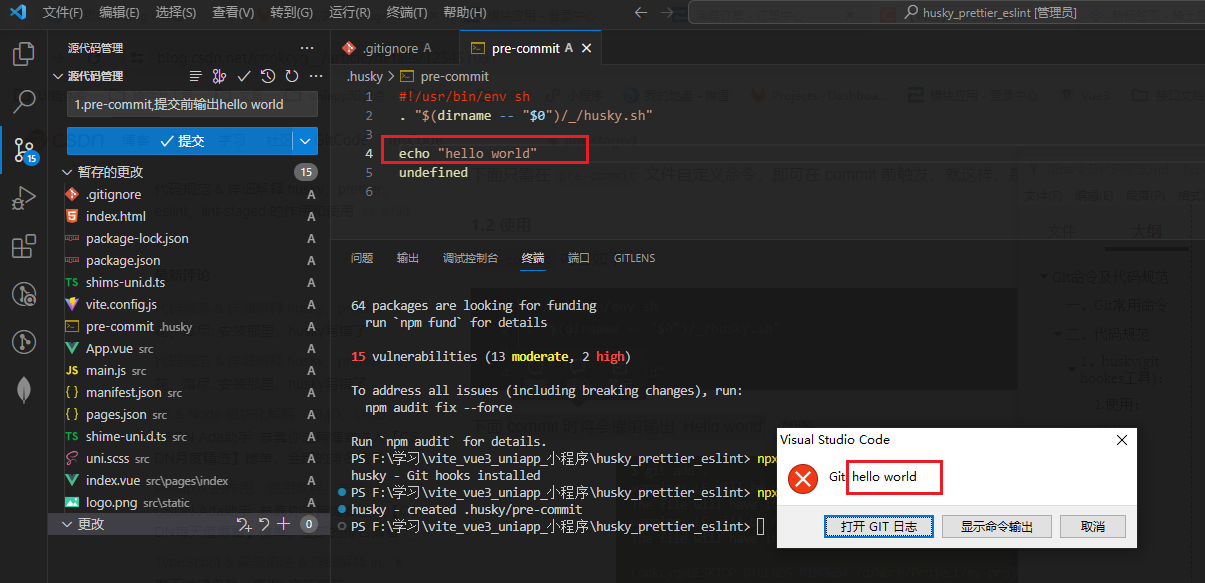 文件(F) 编辑(E) 选择(S) 查看(V) 转到(G) 运行(R) 终端(T) 帮助(H)
husky_prettier_eslint [管理员]
源代码管理
源代码管理
1.pre-commit,提交前输出hello world
提交
15
暂存的更改 15
.gitignore A
index.html A
package-lock.json A
package.json A
TS shims-uni.d.ts A
vite.config.js A
pre-commit .husky A
App.vue src A
JS main.js src A
{ } manifest.json src A
{ } pages.json src A
TS shime-uni.d.ts src A
uni.scss src A
index.vue src\pages\index A
logo.png src\static A
更改 0
.gitignore A
pre-commit A
.husky > pre-commit
1 #!/usr/bin/env sh
2 . "$(dirname -- "$0")/_/husky.sh"
3
4 echo "hello world"
5 undefined
6
1.2 使用
问题 输出 调试控制台 终端 端口 GITLENS
64 packages are looking for funding
run `npm fund` for details
15 vulnerabilities (13 moderate, 2 high)
To address all issues (including breaking changes), run:
npm audit fix --force
Run `npm audit` for details.
PS F:\学习\vite_vue3_uniapp_小程序\husky_prettier_eslint> npx
husky - Git hooks installed
PS F:\学习\vite_vue3_uniapp_小程序\husky_prettier_eslint> npx
husky - created .husky/pre-commit
PS F:\学习\vite_vue3_uniapp_小程序\husky_prettier_eslint>
Visual Studio Code
Git: hello world
打开 GIT 日志 显示命令输出 取消